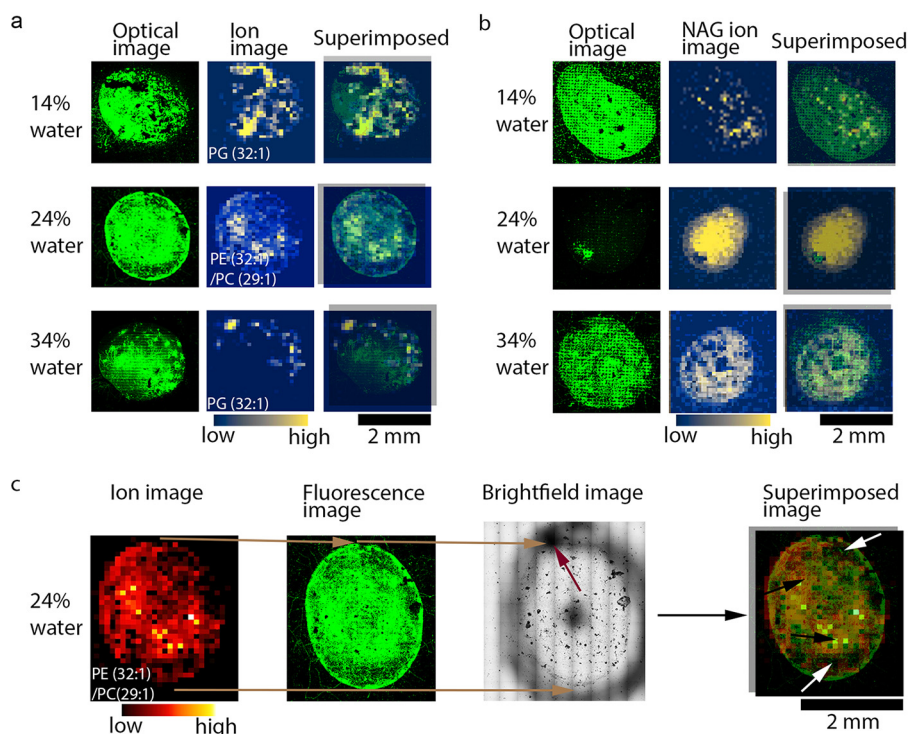 a
Optical
image
Ion
image
Superimposed
14%
water
PG (32:1)
24%
water
PE (32:1)
/PC (29:1)
34%
water
PG (32:1)
low
high
2 mm
b
Optical
image
NAG ion
image
Superimposed
14%
water
24%
water
34%
water
low
high
2 mm
c
Ion image
Fluorescence
image
Brightfield image
Superimposed
image
24%
water
PE (32:1)
/PC(29:1)
low
high
2 mm